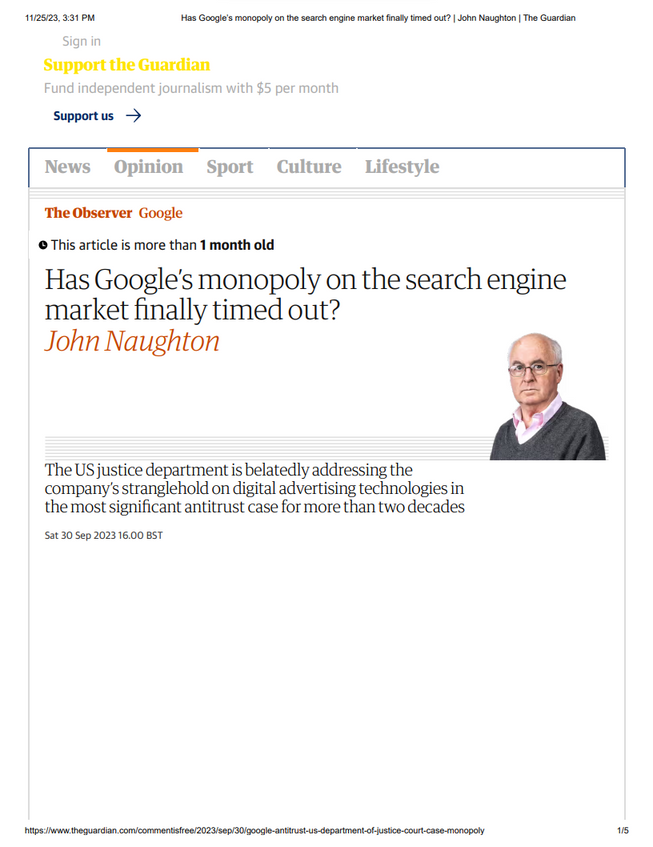 11/25/23, 3:31 PM Has Google's monopoly on the search engine market finally timed out? | John Naughton | The Guardian
Sign in
Support the Guardian
Fund independent journalism with $5 per month
Support us →
News Opinion Sport Culture Lifestyle
The Observer Google
This article is more than 1 month old
Has Google’s monopoly on the search engine
market finally timed out?
John Naughton
The US justice department is belatedly addressing the
company’s stranglehold on digital advertising technologies in
the most significant antitrust case for more than two decades
Sat 30 Sep 2023 16.00 BST
https://www.theguardian.com/commentisfree/2023/sep/30/google-antitrust-us-department-of-justice-court-case-monopoly 1/5